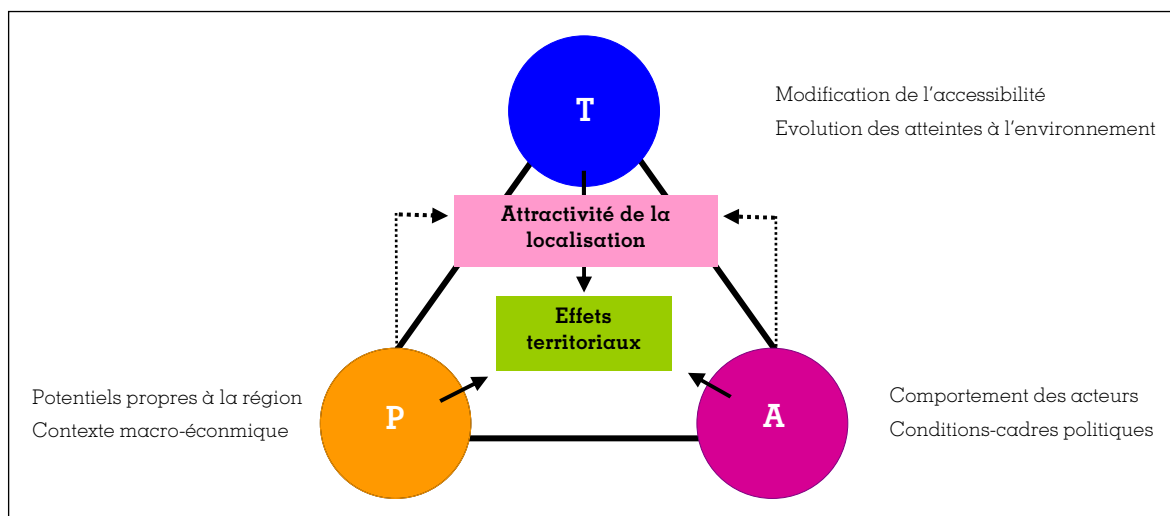 T
Modification de l'accessibilité
Evolution des atteintes à l'environnement
Attractivité de la
localisation
Effets
territoriaux
Potentiels propres à la région
Contexte macro-éconmique
P
A
Comportement des acteurs
Conditions-cadres politiques